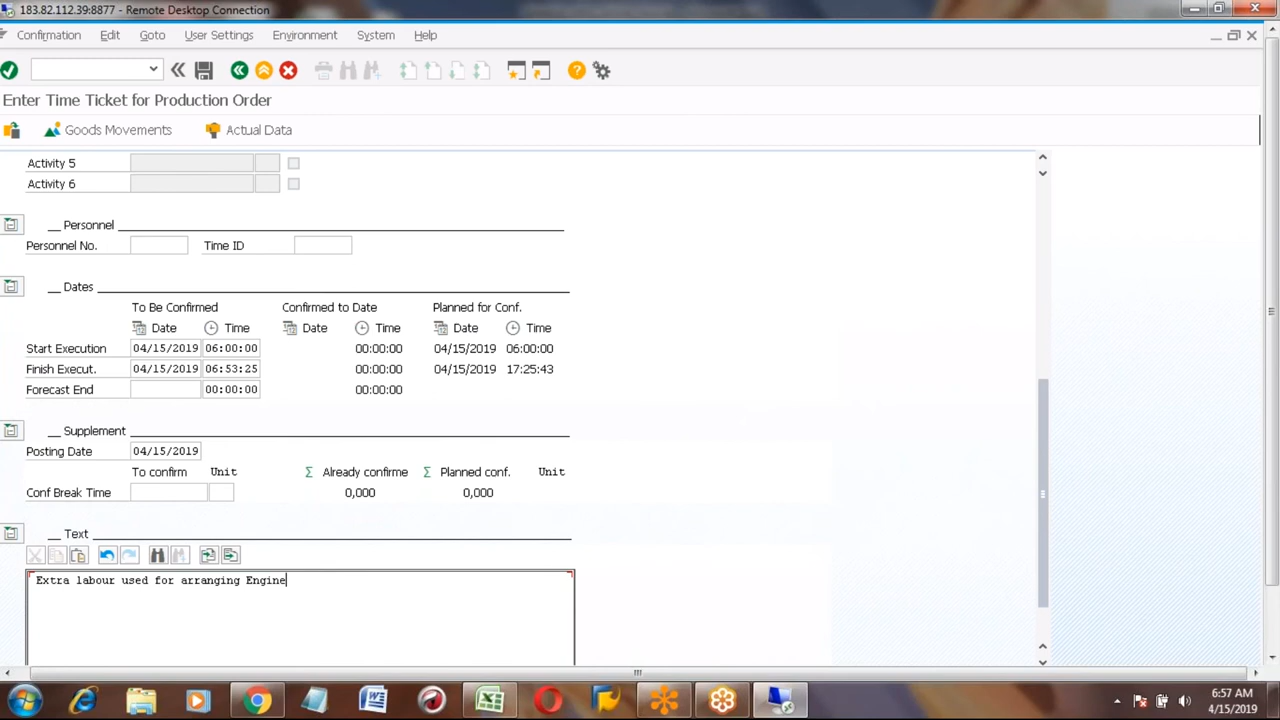 183.82.112.39:8877 - Remote Desktop Connection
Confirmation Edit Goto User Settings Environment System Help
Enter Time Ticket for Production Order
Goods Movements Actual Data
Activity 5
Activity 6
Personnel
Personnel No. Time ID
Dates
To Be Confirmed Confirmed to Date Planned for Conf.
Date Time Date Time Date Time
Start Execution 04/15/2019 06:00:00 00:00:00 04/15/2019 06:00:00
Finish Execut. 04/15/2019 06:53:25 00:00:00 04/15/2019 17:25:43
Forecast End 00:00:00 00:00:00
Supplement
Posting Date 04/15/2019
To confirm Unit Σ Already confirme Σ Planned conf. Unit
Conf Break Time 0,000 0,000
Text
Extra labour used for arranging Engine
6:57 AM
4/15/2019